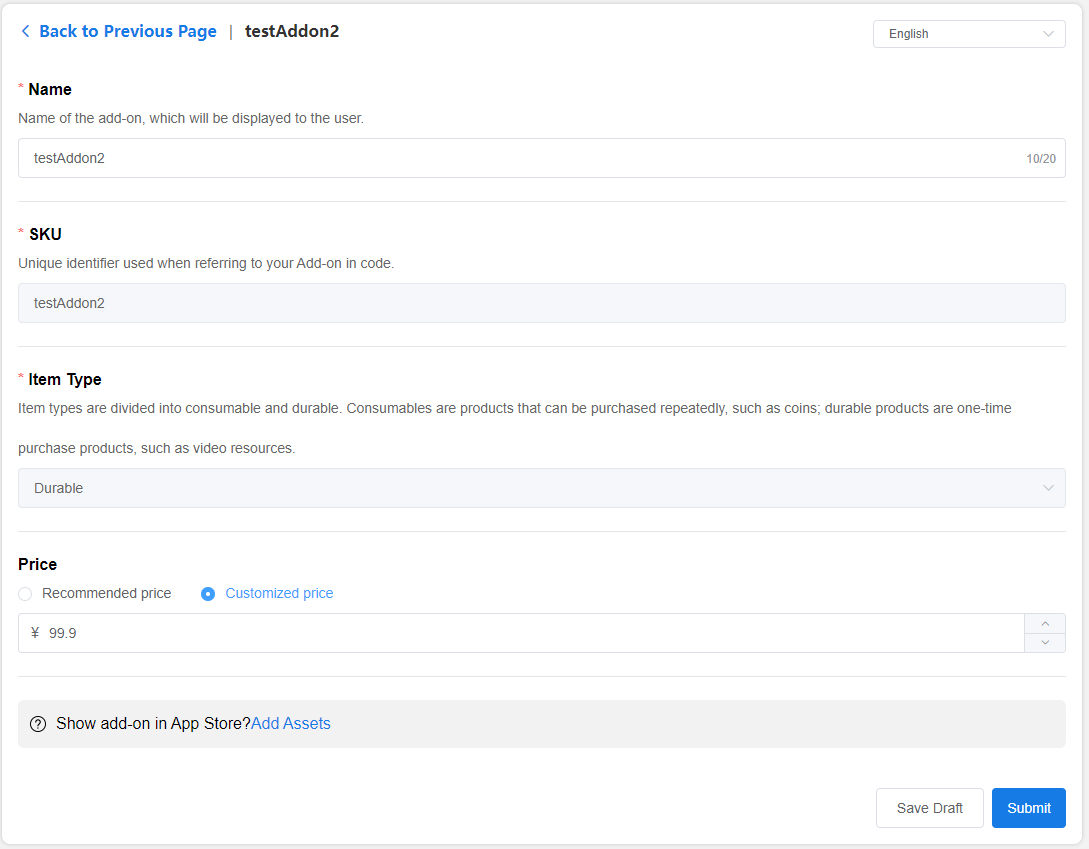 Back to Previous Page | testAddon2
English
* Name
Name of the add-on, which will be displayed to the user.
testAddon2 10/20
* SKU
Unique identifier used when referring to your Add-on in code.
testAddon2
* Item Type
Item types are divided into consumable and durable. Consumables are products that can be purchased repeatedly, such as coins; durable products are one-time
purchase products, such as video resources.
Durable
Price
Recommended price Customized price
¥ 99.9
Show add-on in App Store?Add Assets
Save Draft Submit